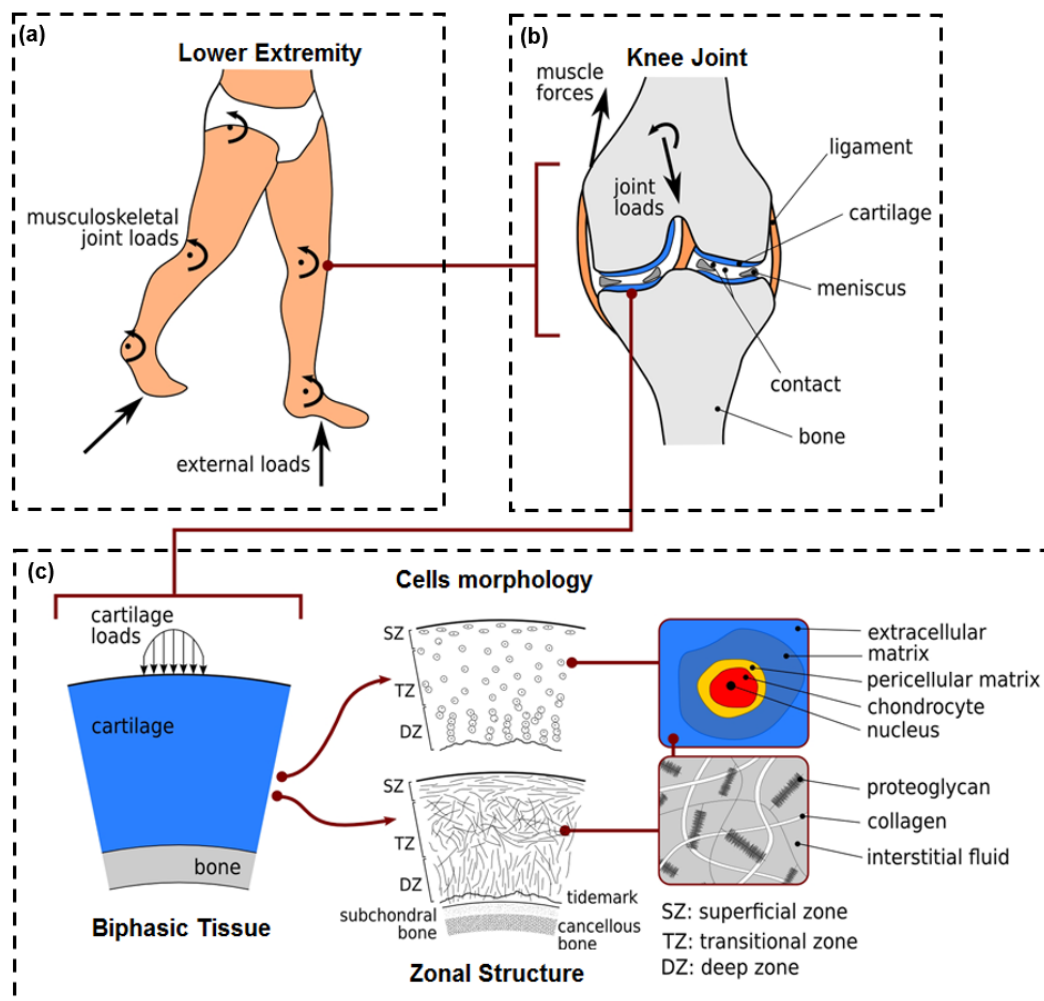 (a)
Lower Extremity
musculoskeletal
joint loads
external loads
(b)
Knee Joint
muscle
forces
joint
loads
ligament
cartilage
meniscus
contact
bone
(c)
Cells morphology
cartilage
loads
cartilage
bone
Biphasic Tissue
SZ
TZ
DZ
extracellular
matrix
pericellular matrix
chondrocyte
nucleus
SZ
TZ
DZ
tidemark
subchondral
bone
cancellous
bone
Zonal Structure
proteoglycan
collagen
interstitial fluid
SZ: superficial zone
TZ: transitional zone
DZ: deep zone